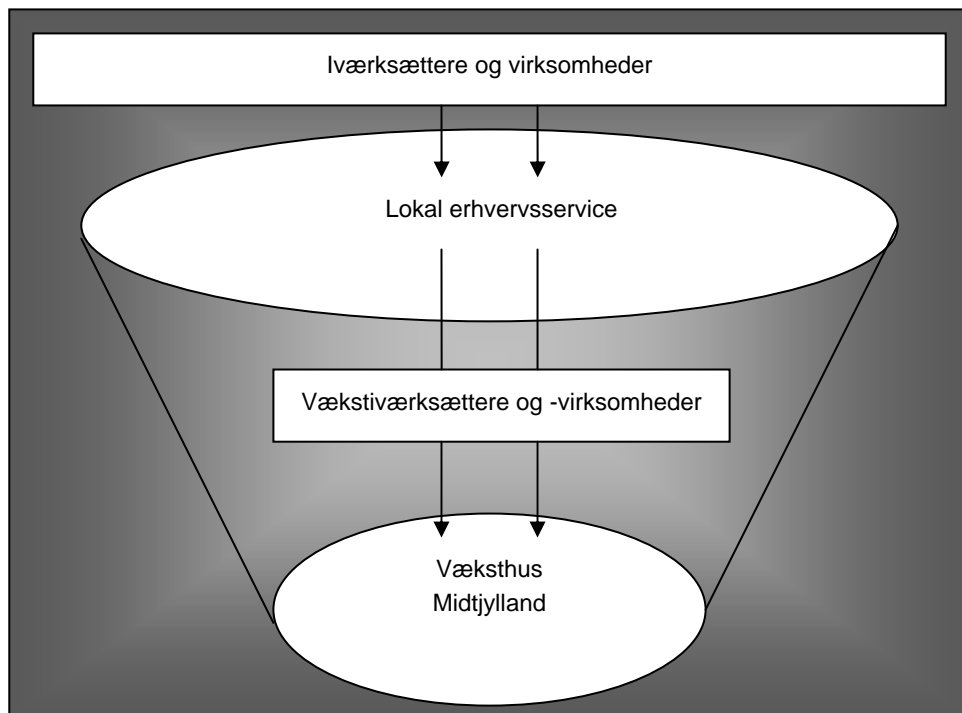 Iværksættere og virksomheder
Lokal erhvervsservice
Vækstiværksættere og -virksomheder
Væksthus
Midtjylland